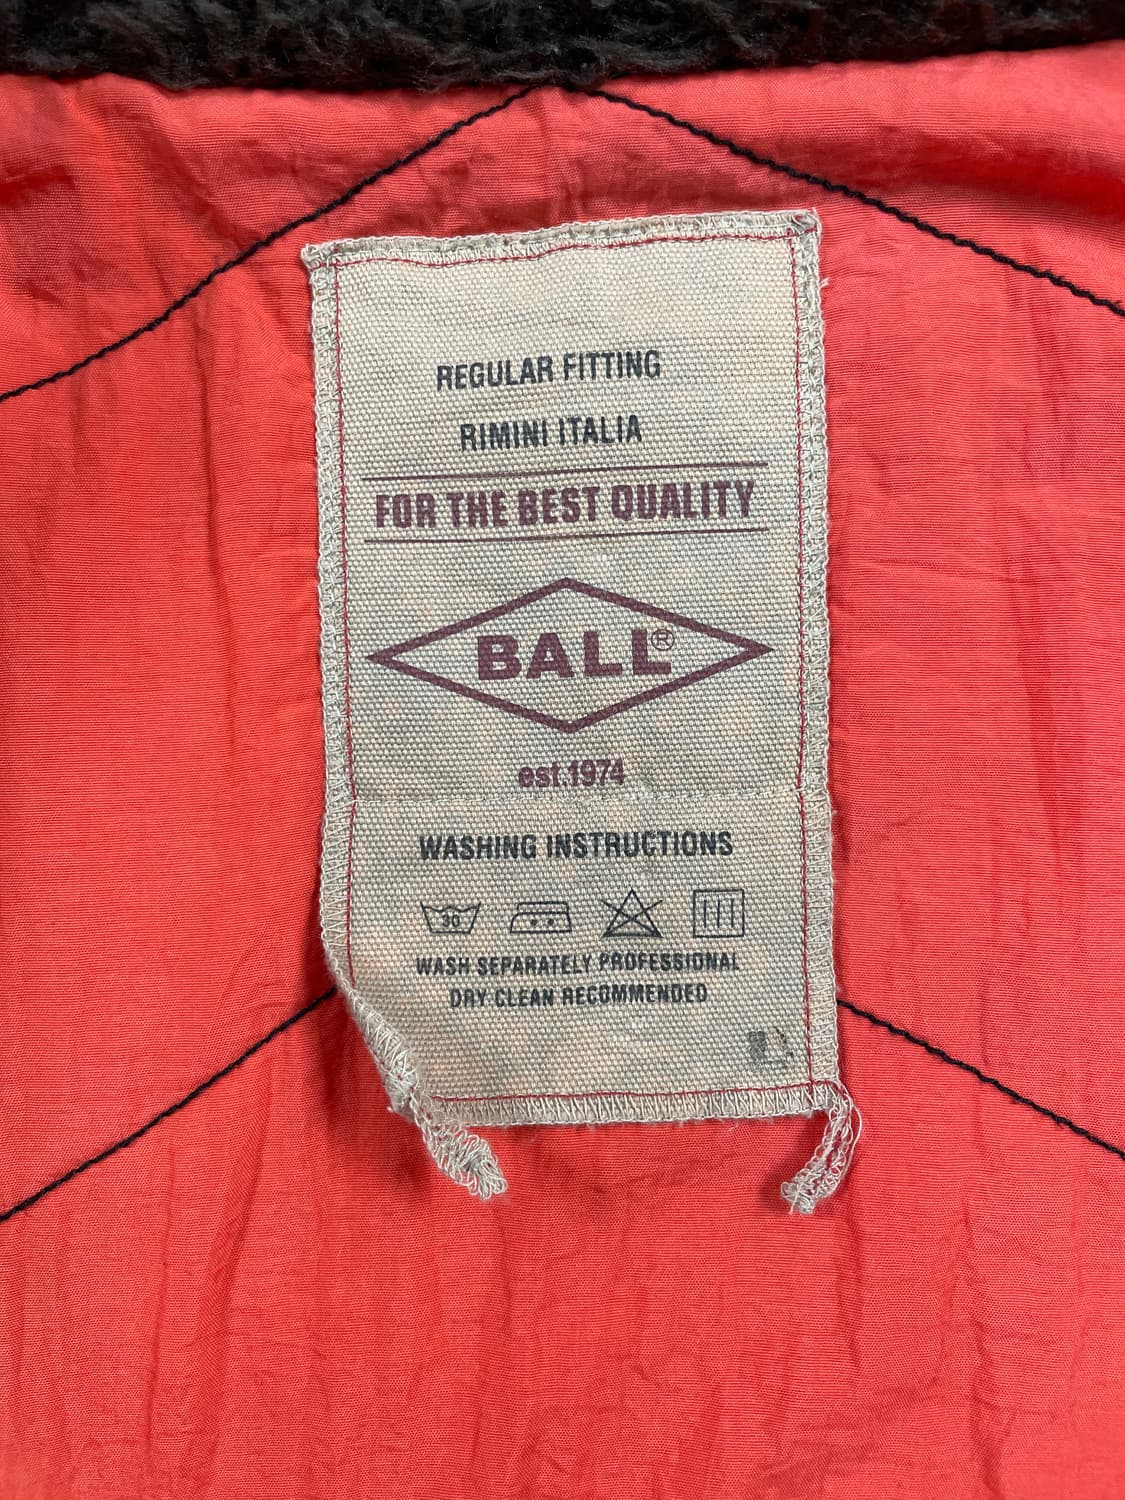 REGULAR FITTING
RIMINI ITALIA
FOR THE BEST QUALITY
BALL®
est.1974
WASHING INSTRUCTIONS
30
WASH SEPARATELY PROFESSIONAL
DRY CLEAN RECOMMENDED